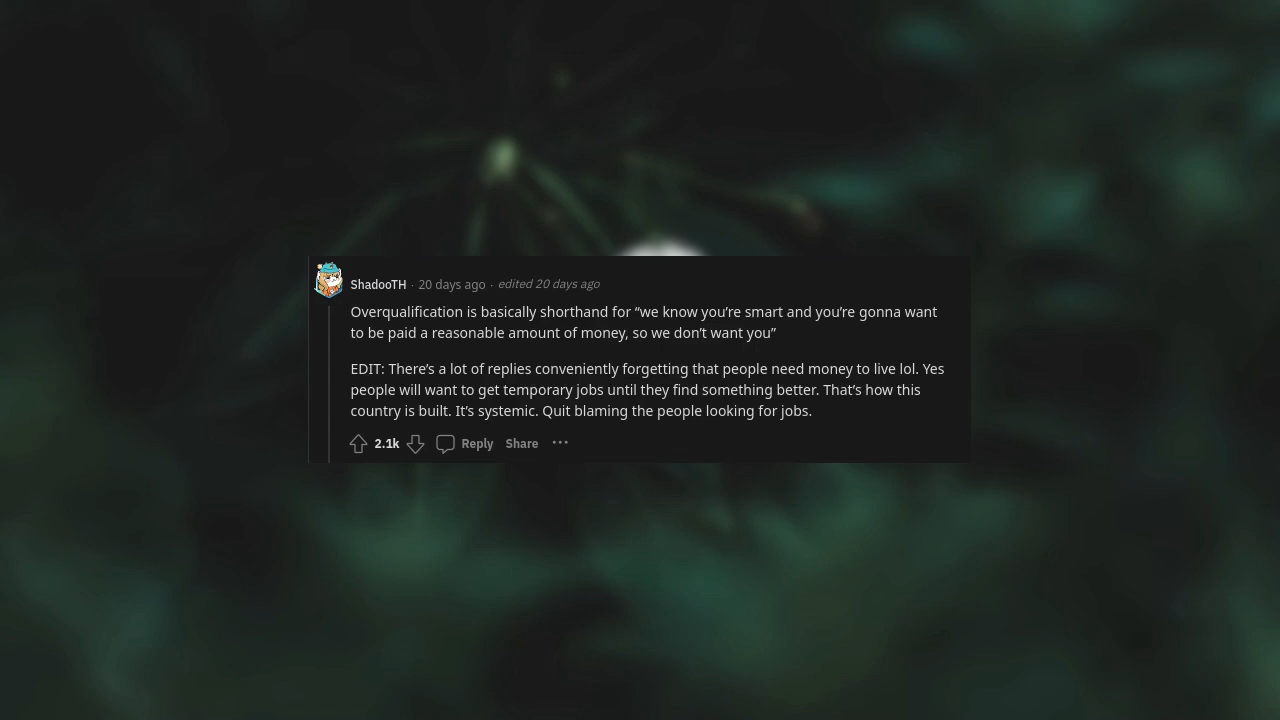 ShadooTH · 20 days ago · edited 20 days ago
Overqualification is basically shorthand for “we know you’re smart and you’re gonna want
to be paid a reasonable amount of money, so we don’t want you”
EDIT: There’s a lot of replies conveniently forgetting that people need money to live lol. Yes
people will want to get temporary jobs until they find something better. That’s how this
country is built. It’s systemic. Quit blaming the people looking for jobs.
2.1k Reply Share ···